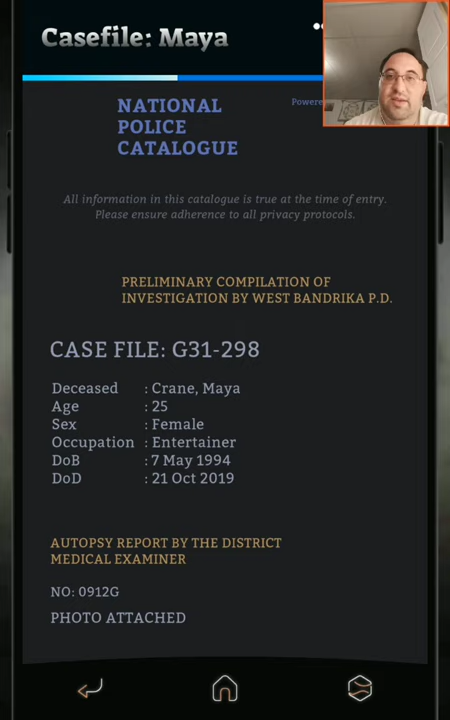 Casefile: Maya
NATIONAL
POLICE
CATALOGUE
All information in this catalogue is true at the time of entry.
Please ensure adherence to all privacy protocols.
PRELIMINARY COMPILATION OF
INVESTIGATION BY WEST BANDRIKA P.D.
CASE FILE: G31-298
Deceased : Crane, Maya
Age : 25
Sex : Female
Occupation : Entertainer
DoB : 7 May 1994
DoD : 21 Oct 2019
AUTOPSY REPORT BY THE DISTRICT
MEDICAL EXAMINER
NO: 0912G
PHOTO ATTACHED